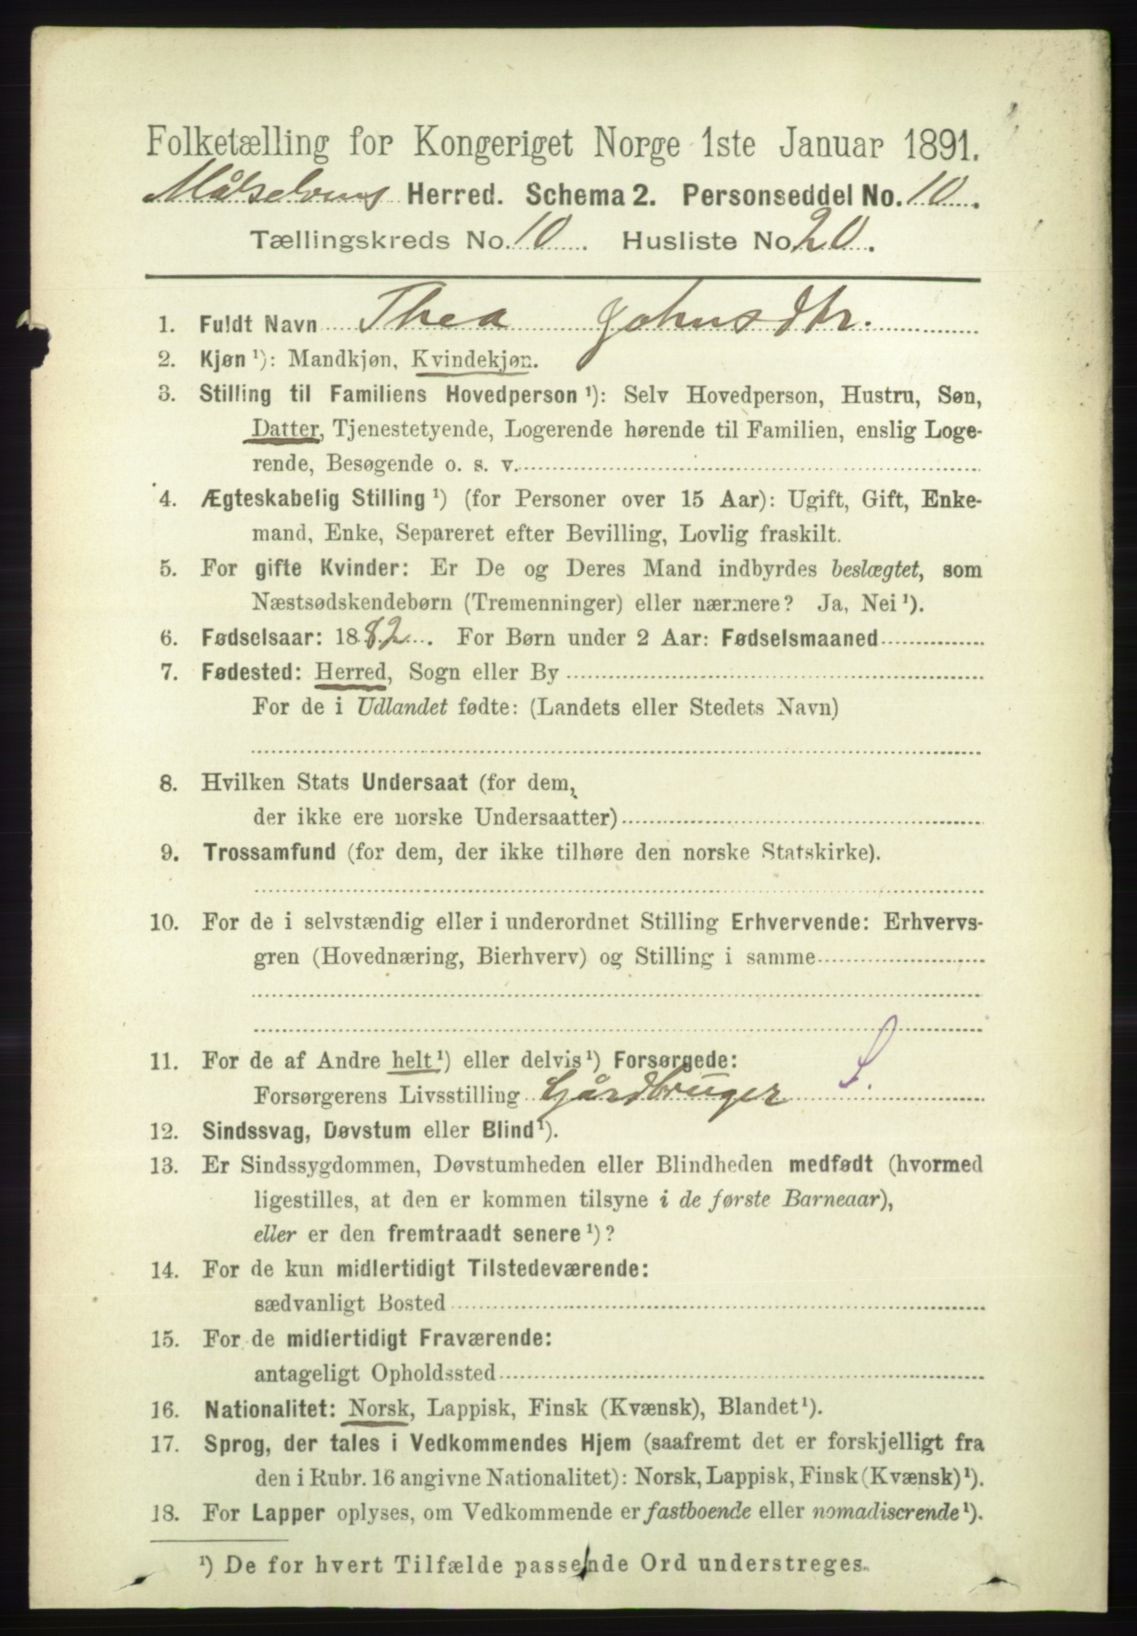 Folketælling for Kongeriget Norge 1ste Januar 1891.
Målselvens Herred. Schema 2. Personseddel No. 10.
Tællingskreds No. 10. Husliste No. 20.
1. Fuldt Navn Thea Johnsdtr.
2. Kjøn ¹): Mandkjøn, Kvindekjøn.
3. Stilling til Familiens Hovedperson ¹): Selv Hovedperson, Hustru, Søn,
Datter, Tjenestetyende, Logerende hørende til Familien, enslig Loge-
rende, Besøgende o. s. v.
4. Ægteskabelig Stilling ¹) (for Personer over 15 Aar): Ugift, Gift, Enke-
mand, Enke, Separeret efter Bevilling, Lovlig fraskilt.
5. For gifte Kvinder: Er De og Deres Mand indbyrdes beslægtet, som
Næstsødskendebørn (Tremenninger) eller nærmere? Ja, Nei ¹).
6. Fødselsaar: 1882. For Børn under 2 Aar: Fødselsmaaned
7. Fødested: Herred, Sogn eller By
For de i Udlandet fødte: (Landets eller Stedets Navn)
8. Hvilken Stats Undersaat (for dem,
der ikke ere norske Undersaatter)
9. Trossamfund (for dem, der ikke tilhøre den norske Statskirke).
10. For de i selvstændig eller i underordnet Stilling Erhvervende: Erhvervs-
gren (Hovednæring, Bierhverv) og Stilling i samme
11. For de af Andre helt ¹) eller delvis ¹) Forsørgede:
Forsørgerens Livsstilling Gårdbruger S.
12. Sindssvag, Døvstum eller Blind ¹).
13. Er Sindssygdommen, Døvstumheden eller Blindheden medfødt (hvormed
ligestilles, at den er kommen tilsyne i de første Barneaar),
eller er den fremtraadt senere ¹)?
14. For de kun midlertidigt Tilstedeværende:
sædvanligt Bosted
15. For de midlertidigt Fraværende:
antageligt Opholdssted
16. Nationalitet: Norsk, Lappisk, Finsk (Kvænsk), Blandet ¹).
17. Sprog, der tales i Vedkommendes Hjem (saafremt det er forskjelligt fra
den i Rubr. 16 angivne Nationalitet): Norsk, Lappisk, Finsk (Kvænsk) ¹).
18. For Lapper oplyses, om Vedkommende er fastboende eller nomadiserende ¹).
¹) De for hvert Tilfælde passende Ord understreges.